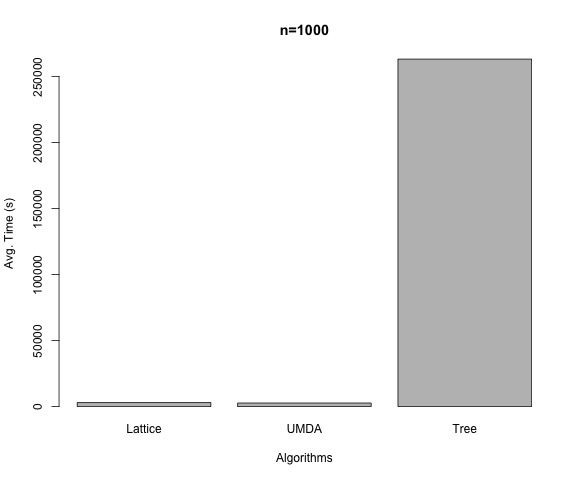 n=1000
Avg. Time (s)
250000
200000
150000
100000
50000
0
Lattice
UMDA
Tree
Algorithms